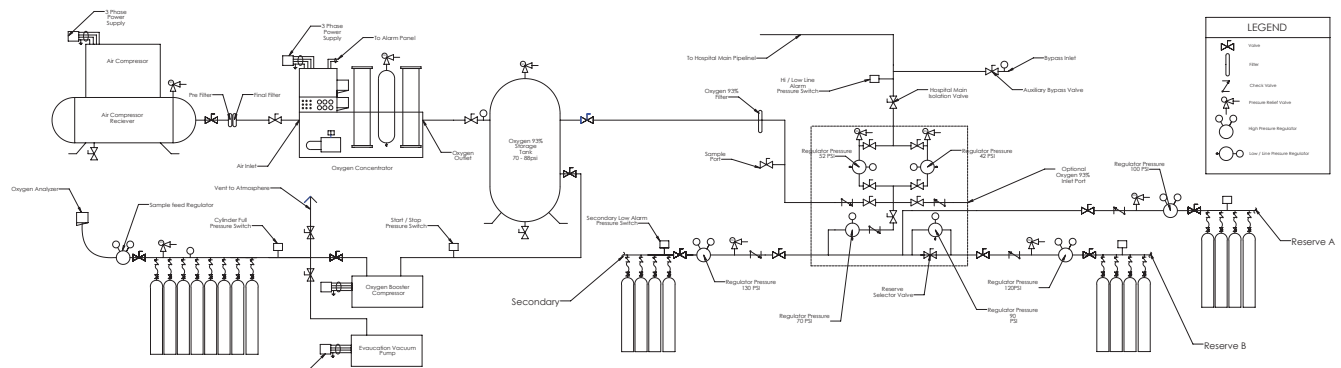 3 Phase
Power
Supply
Air Compressor
Air Compressor
Reciever
Pre Filter
Final Filter
3 Phase
Power
Supply
To Alarm Panel
Air Inlet
Oxygen Concentrator
Oxygen
Outlet
Oxygen 93%
Storage
Tank
70 - 88psi
To Hospital Main Pipelinel
Hi / Low Line
Alarm
Pressure Switch
Oxygen 93%
Filter
Sample
Port
Bypass Inlet
Auxiliary Bypass Valve
Hospital Main
Isolation Valve
Regulator Pressure
52 PSI
Regulator Pressure
42 PSI
Optional
Oxygen 93%
Inlet Port
Regulator Pressure
100 PSI
LEGEND
Valve
Filter
Check Valve
Pressure Relief Valve
High Pressure Regulator
Low / Line Pressure Regulator
Oxygen Analyzer
Sample feed Regulator
Vent to Atmosphere
Cylinder Full
Pressure Switch
Start / Stop
Pressure Switch
Oxygen Booster
Compressor
Evaucation Vacuum
Pump
Secondary Low Alarm
Pressure Switch
Secondary
Regulator Pressure
130 PSI
Regulator Pressure
70 PSI
Reserve
Selector Valve
Regulator Pressure
90
PSI
Regulator Pressure
120PSI
Reserve A
Reserve B